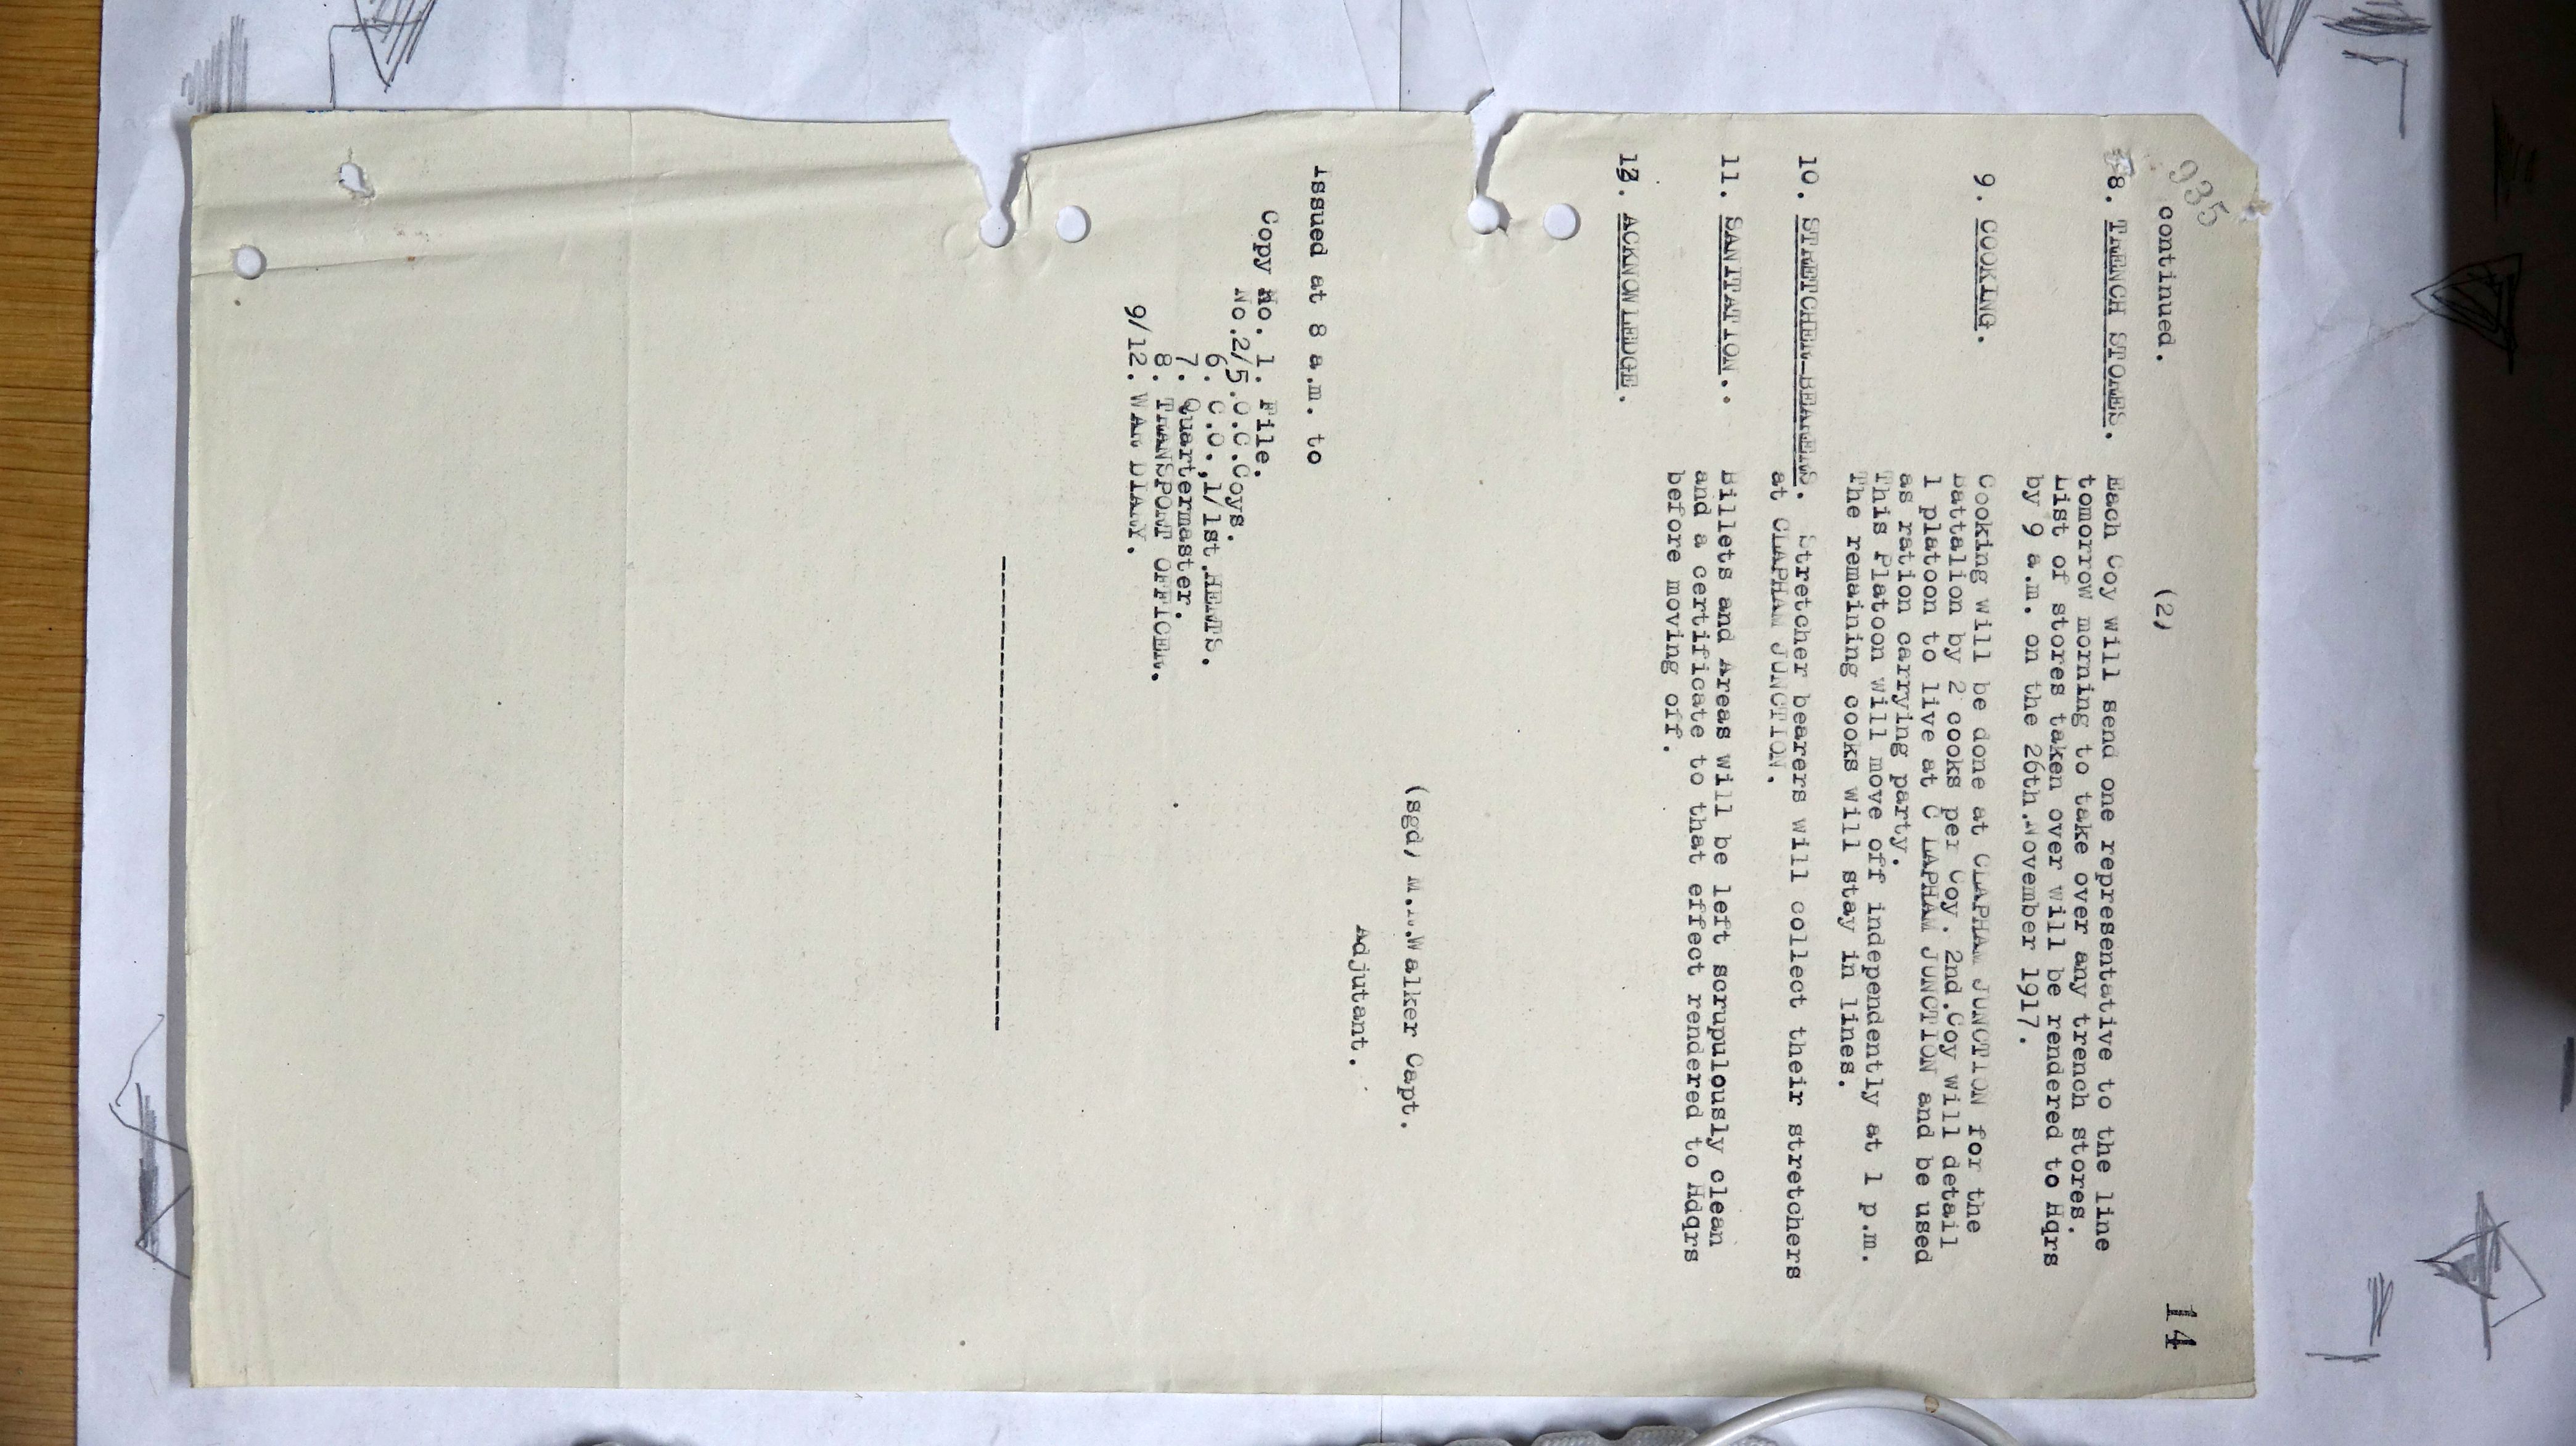 935
14
(2)
continued.
8. TRENCH STORES. Each Coy will send one representative to the line
tomorrow morning to take over any trench stores.
List of stores taken over will be rendered to Hqrs
by 9 a.m. on the 26th.November 1917.
9. COOKING. Cooking will be done at CLAPHAM JUNCTION for the
Battalion by 2 cooks per Coy. 2nd.Coy will detail
1 platoon to live at C LAPHAM JUNCTION and be used
as ration carrying party.
This Platoon will move off independently at 1 p.m.
The remaining cooks will stay in lines.
10. STRETCHER-BEARERS. Stretcher bearers will collect their stretchers
at CLAPHAM JUNCTION.
11. SANITATION.. Billets and Areas will be left scrupulously clean
and a certificate to that effect rendered to Hdqrs
before moving off.
12. ACKNOWLEDGE.
(sgd) Walker Capt.
Adjutant.
Issued at 8 a.m. to
Copy No. 1. File.
No.2/5.O.C.Coys.
6. C.O.,1/1st.HERTS.
7. Quartermaster.
8. TRANSPORT OFFICER.
9/12. WAR DIARY.